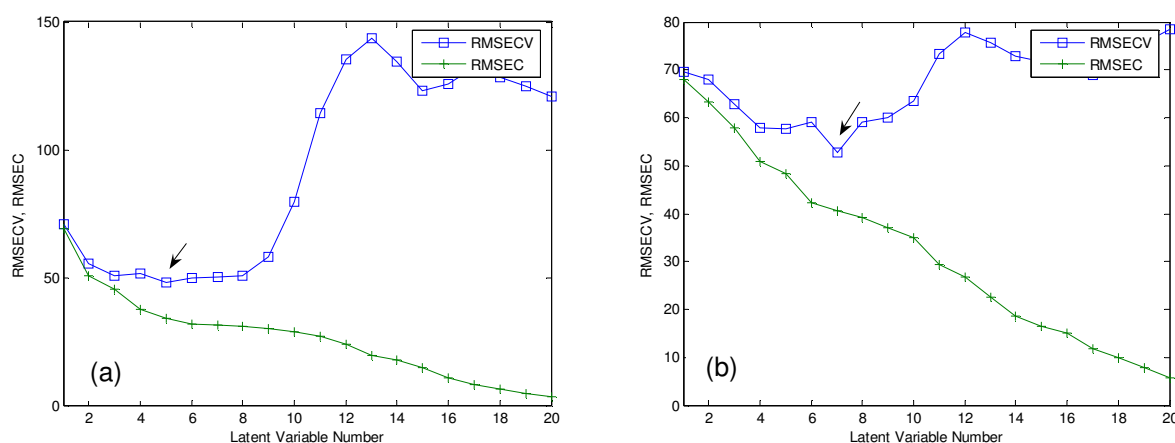 150
100
50
0
RMSECV, RMSEC
RMSECV
RMSEC
(a)
2 4 6 8 10 12 14 16 18 20
Latent Variable Number
80
70
60
50
40
30
20
10
0
RMSECV, RMSEC
RMSECV
RMSEC
(b)
2 4 6 8 10 12 14 16 18 20
Latent Variable Number